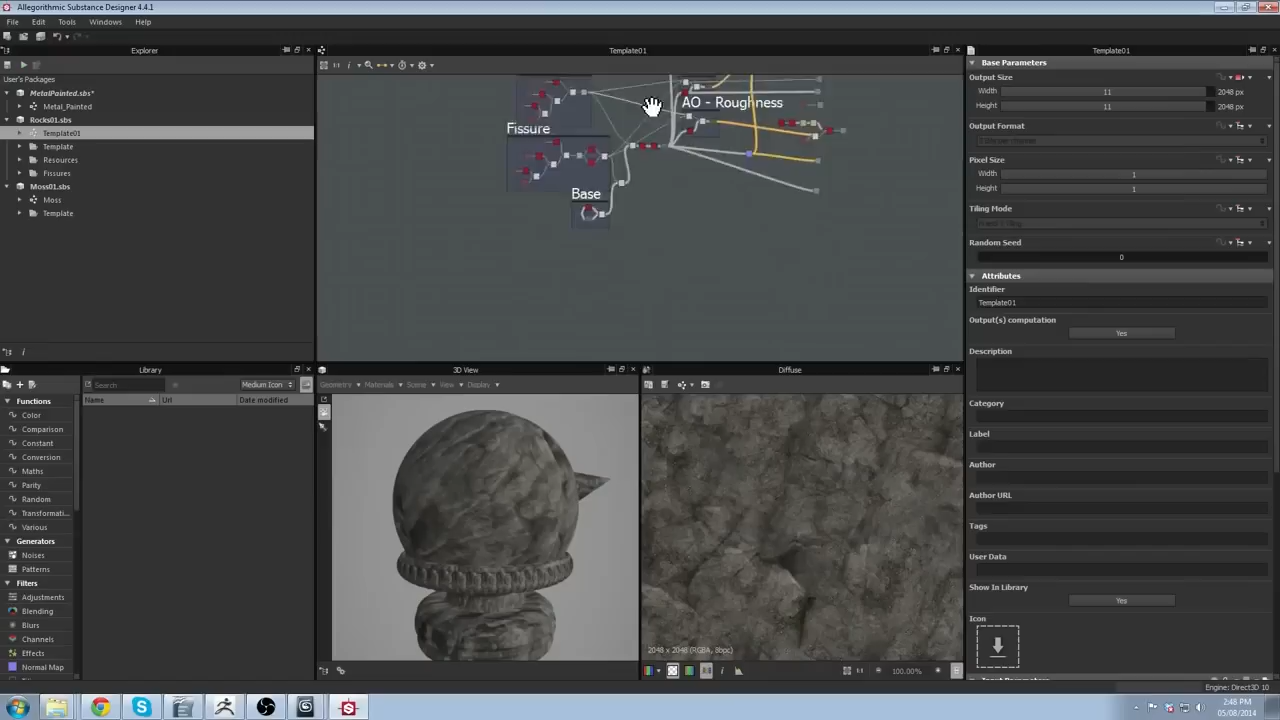 Allegorithmic Substance Designer 4.4.1
File Edit Tools Windows Help
Explorer
User's Packages
MetalPainted.sbs*
Metal_Painted
Rocks01.sbs
Template01
Template
Resources
Fissures
Moss01.sbs
Moss
Template
Template01
AO - Roughness
Fissure
Base
Library
Search
Medium Icon
Functions
Color
Comparison
Constant
Conversion
Maths
Parity
Random
Transformati...
Various
Generators
Noises
Patterns
Filters
Adjustments
Blending
Blurs
Channels
Effects
Normal Map
Name Url Date modified
3D View
Geometry Materials Scene View Display
Diffuse
2048 x 2048 (RGBA, 8bpc)
100.00%
Template01
Base Parameters
Output Size
Width 11 2048 px
Height 11 2048 px
Output Format
Pixel Size
Width 1
Height 1
Tiling Mode
Random Seed
0
Attributes
Identifier
Template01
Output(s) computation
Yes
Description
Category
Label
Author
Author URL
Tags
User Data
Show In Library
Yes
Icon
Engine: Direct3D 10
2:48 PM
05/08/2014